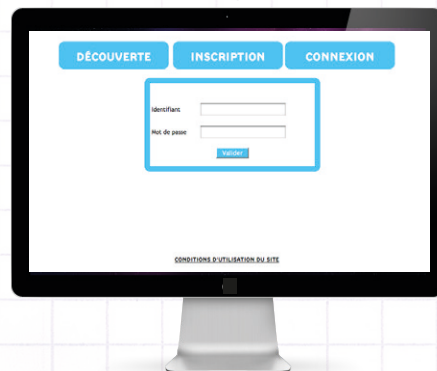 DÉCOUVERTE INSCRIPTION CONNEXION
Identifiant
Mot de passe
Valider
CONDITIONS D'UTILISATION DU SITE